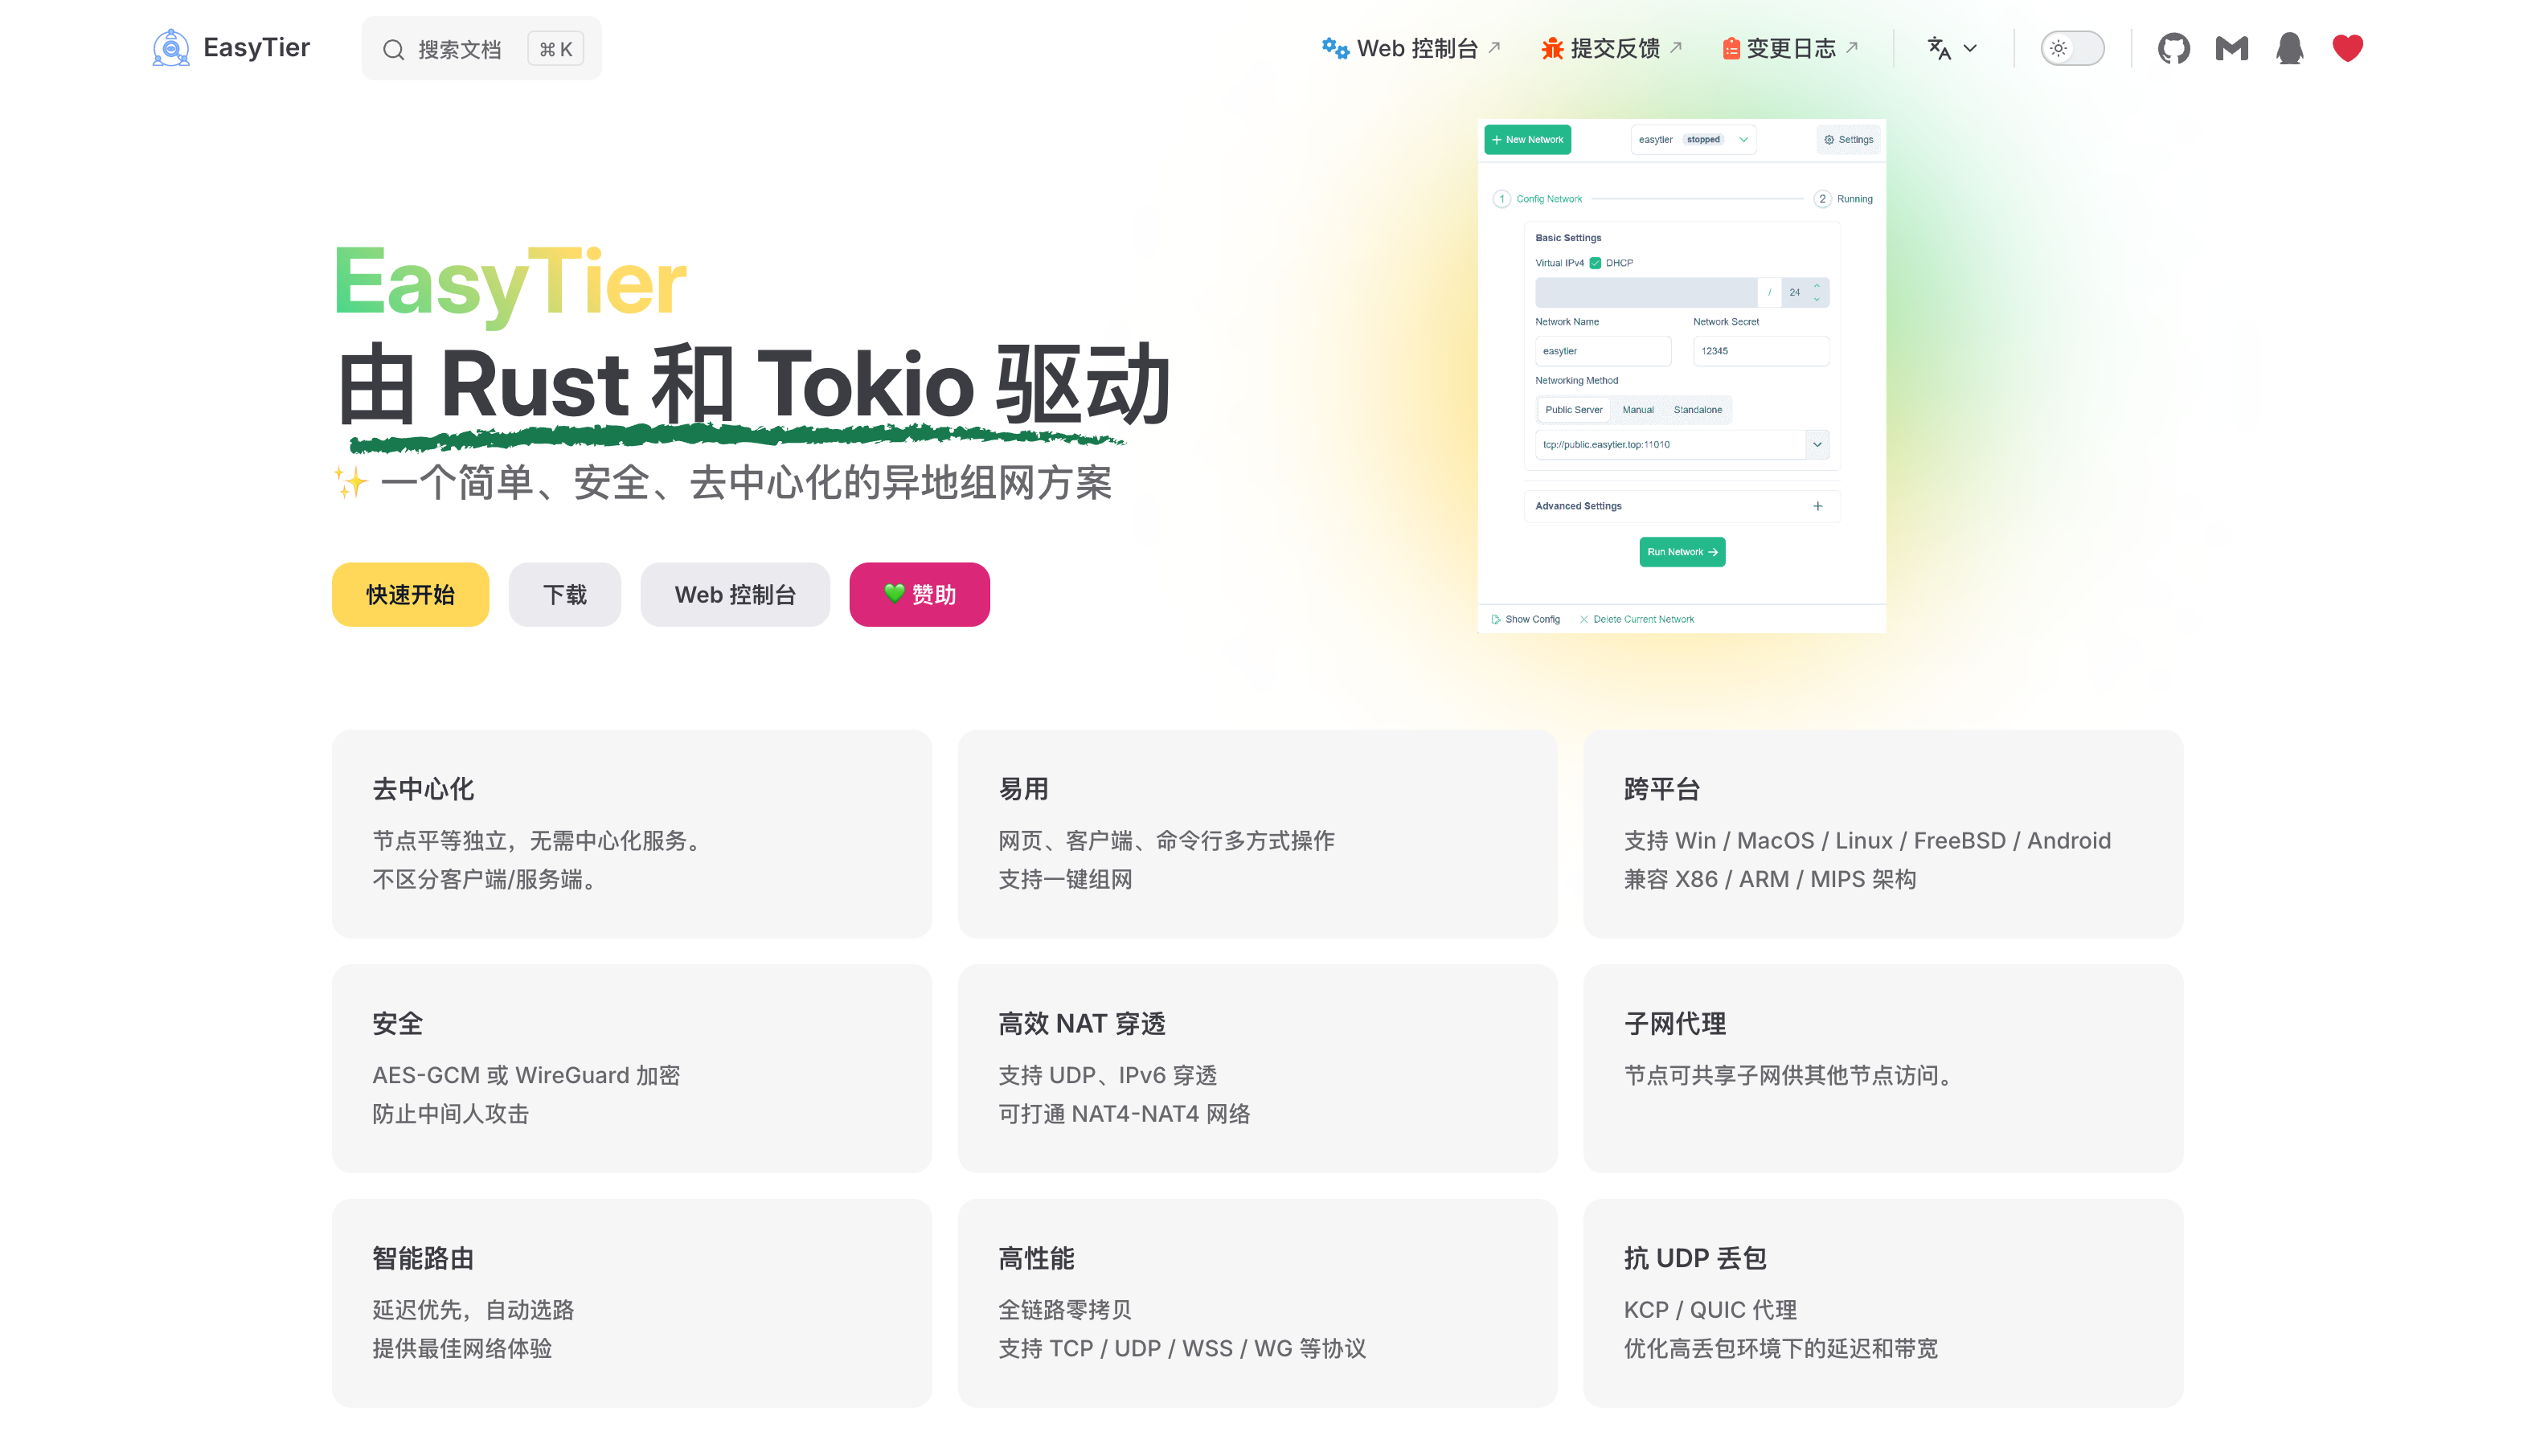 EasyTier
搜索文档
⌘ K
Web 控制台
提交反馈
变更日志
EasyTier
由 Rust 和 Tokio 驱动
✨ 一个简单、安全、去中心化的异地组网方案
快速开始
下载
Web 控制台
💚 赞助
New Network
easytier stopped
Settings
1 Config Network
2 Running
Basic Settings
Virtual IPv4 DHCP
/ 24
Network Name
Network Secret
easytier
12345
Networking Method
Public Server Manual Standalone
tcp://public.easytier.top:11010
Advanced Settings
Run Network
Show Config
Delete Current Network
去中心化
节点平等独立，无需中心化服务。
不区分客户端/服务端。
易用
网页、客户端、命令行多方式操作
支持一键组网
跨平台
支持 Win / MacOS / Linux / FreeBSD / Android
兼容 X86 / ARM / MIPS 架构
安全
AES-GCM 或 WireGuard 加密
防止中间人攻击
高效 NAT 穿透
支持 UDP、IPv6 穿透
可打通 NAT4-NAT4 网络
子网代理
节点可共享子网供其他节点访问。
智能路由
延迟优先，自动选路
提供最佳网络体验
高性能
全链路零拷贝
支持 TCP / UDP / WSS / WG 等协议
抗 UDP 丢包
KCP / QUIC 代理
优化高丢包环境下的延迟和带宽